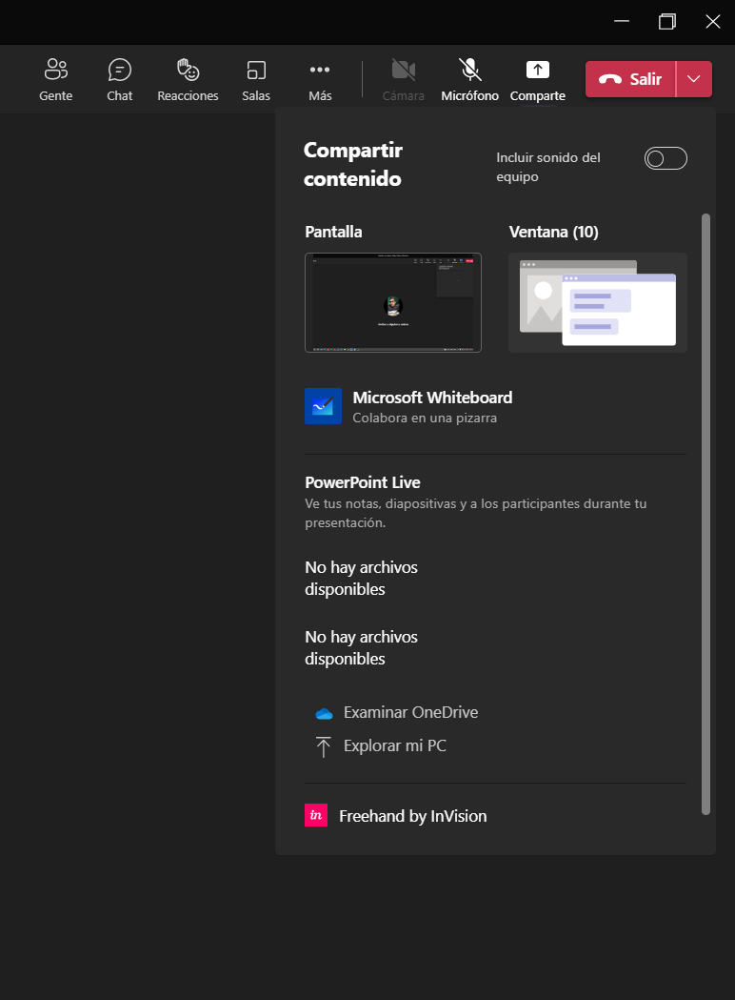 Gente
Chat
Reacciones
Salas
Más
Cámara
Micrófono
Comparte
Salir
Compartir
contenido
Incluir sonido del
equipo
Pantalla
Ventana (10)
Microsoft Whiteboard
Colabora en una pizarra
PowerPoint Live
Ve tus notas, diapositivas y a los participantes durante tu
presentación.
No hay archivos
disponibles
No hay archivos
disponibles
Examinar OneDrive
Explorar mi PC
in
Freehand by InVision